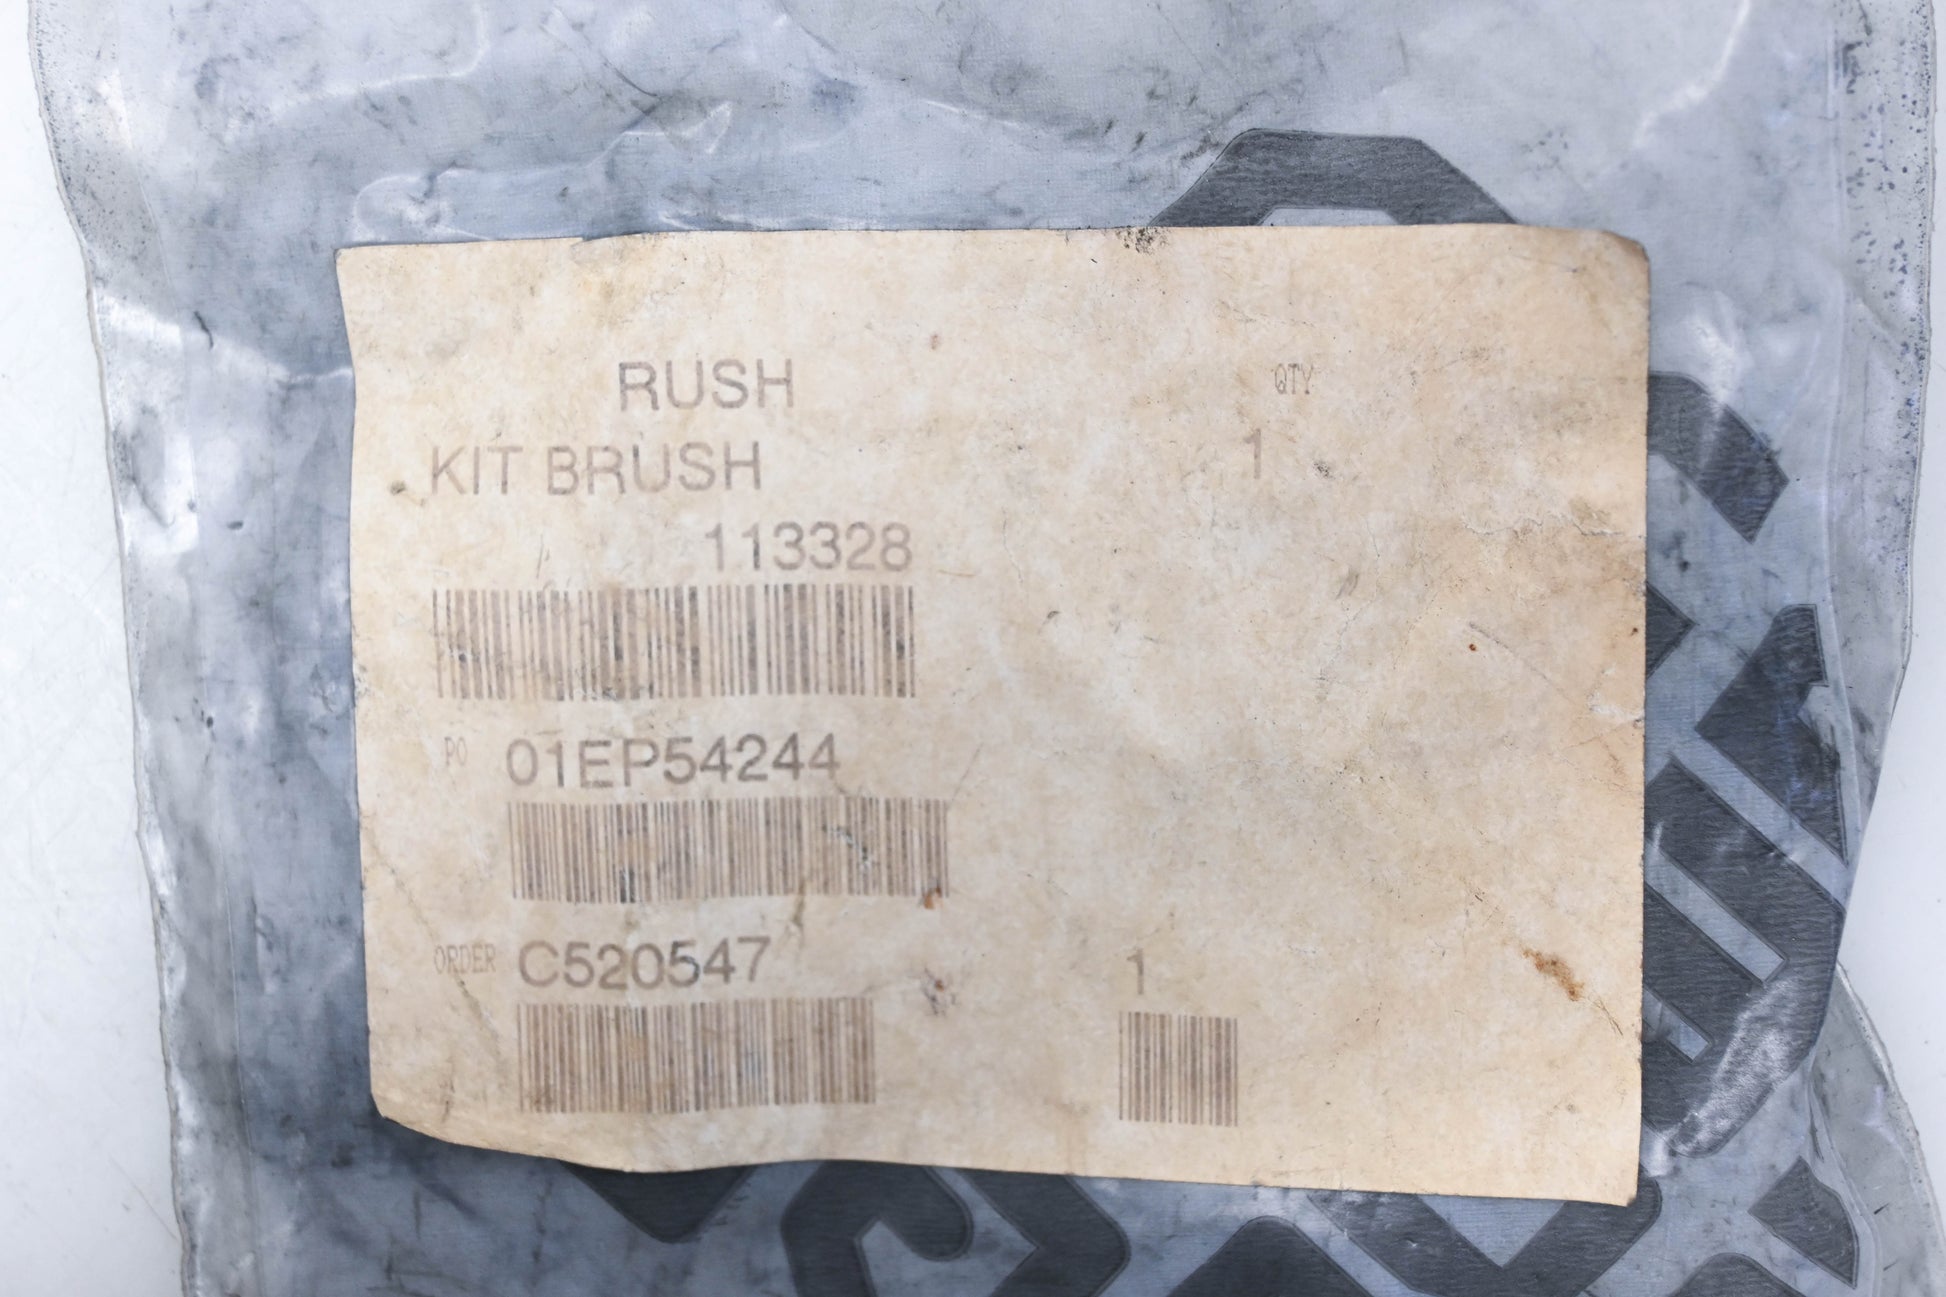 RUSH
QTY
KIT BRUSH
1
113328
PO 01EP54244
ORDER C520547
1